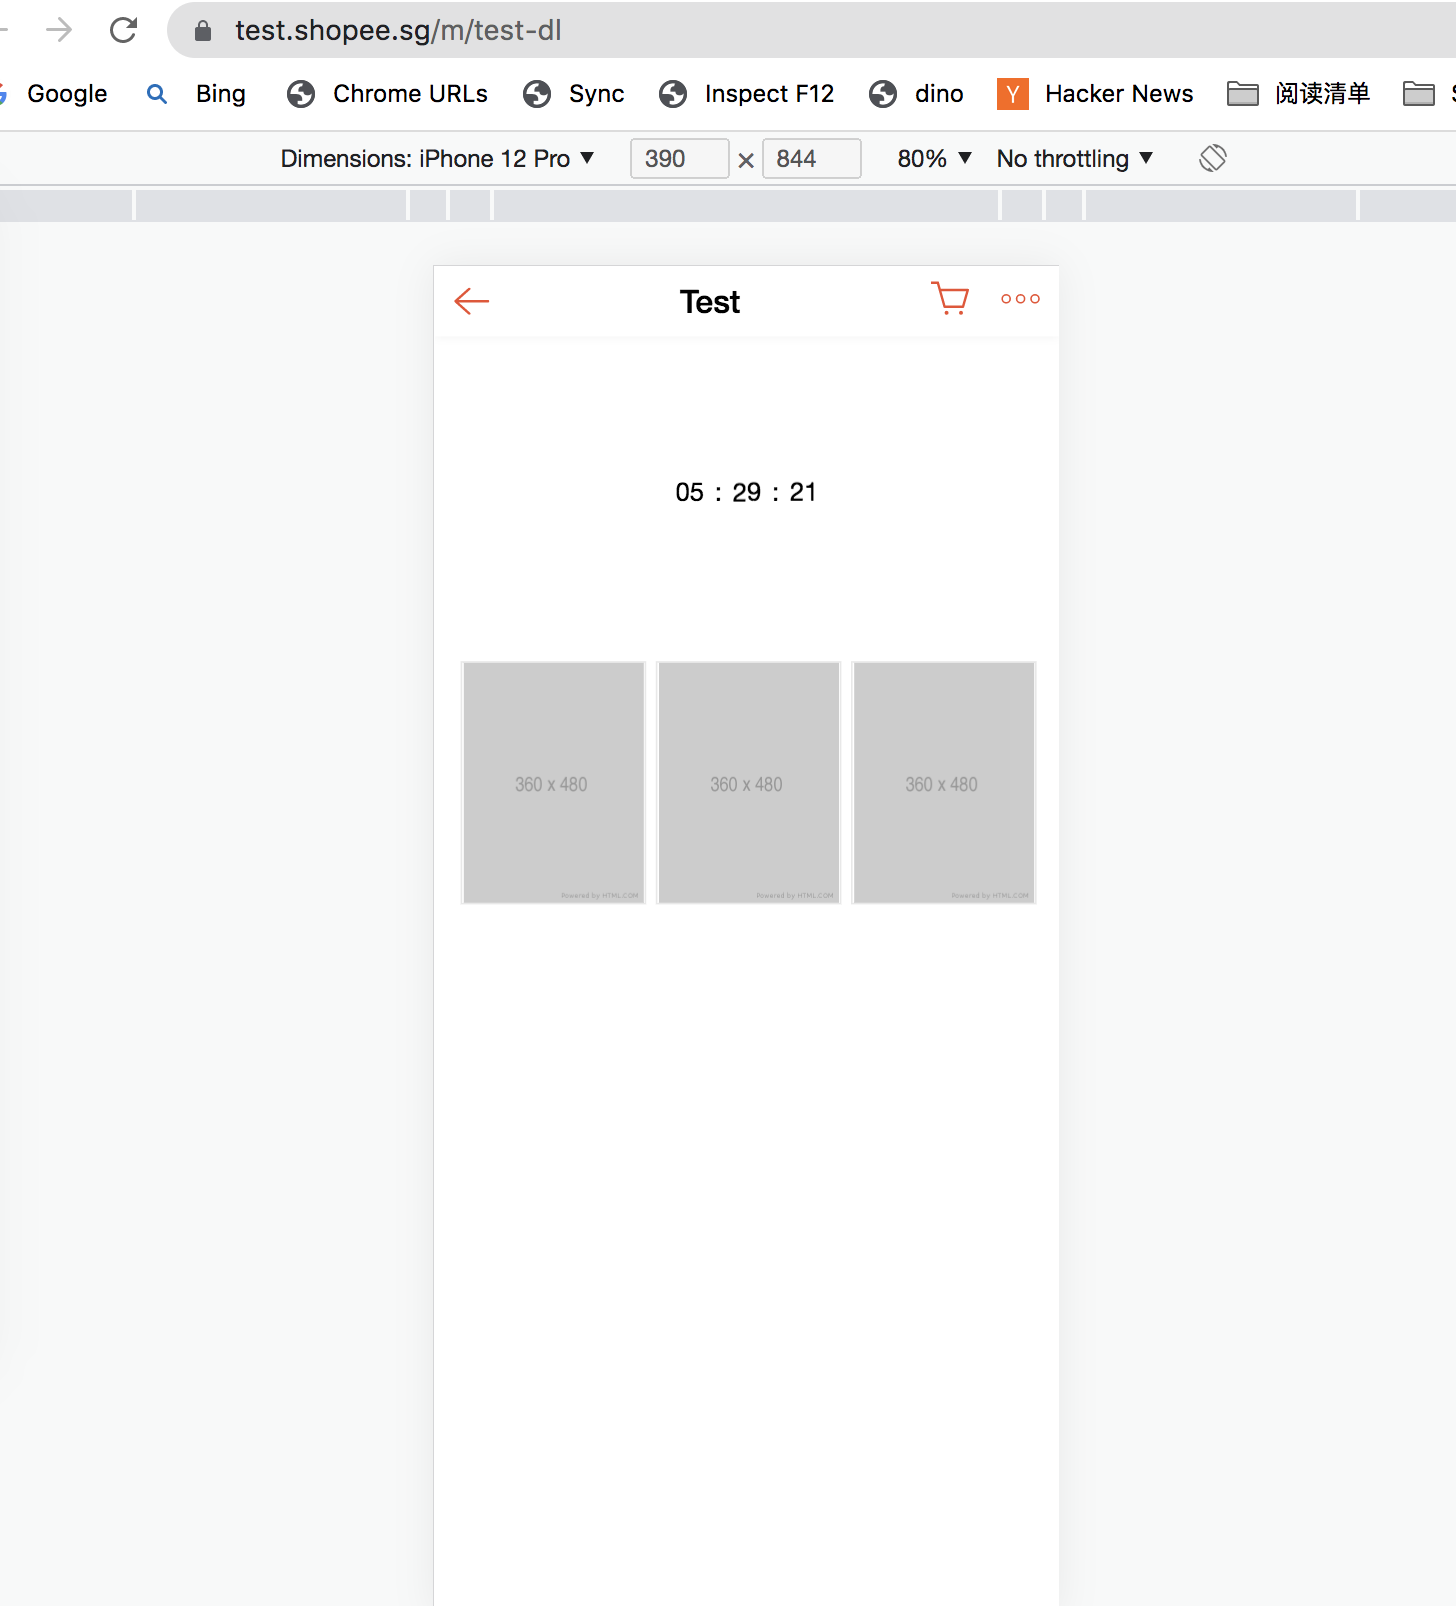 test.shopee.sg/m/test-dl
Google Bing Chrome URLs Sync Inspect F12 dino Y Hacker News 阅读清单
Dimensions: iPhone 12 Pro ▼ 390 × 844 80% ▼ No throttling ▼
Test
05 : 29 : 21
360 x 480 360 x 480 360 x 480
Powered by HTML.COM Powered by HTML.COM Powered by HTML.COM